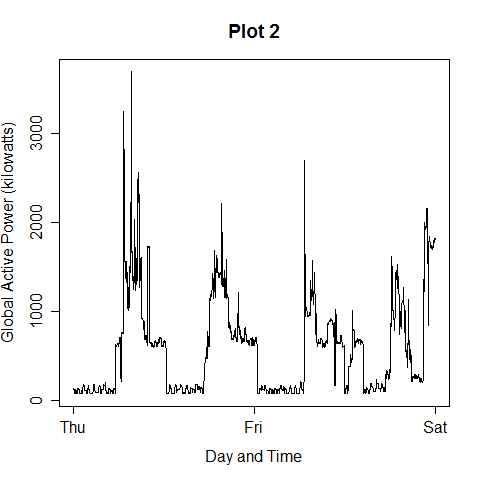 Plot 2
Global Active Power (kilowatts)
3000
2000
1000
0
Thu
Fri
Sat
Day and Time